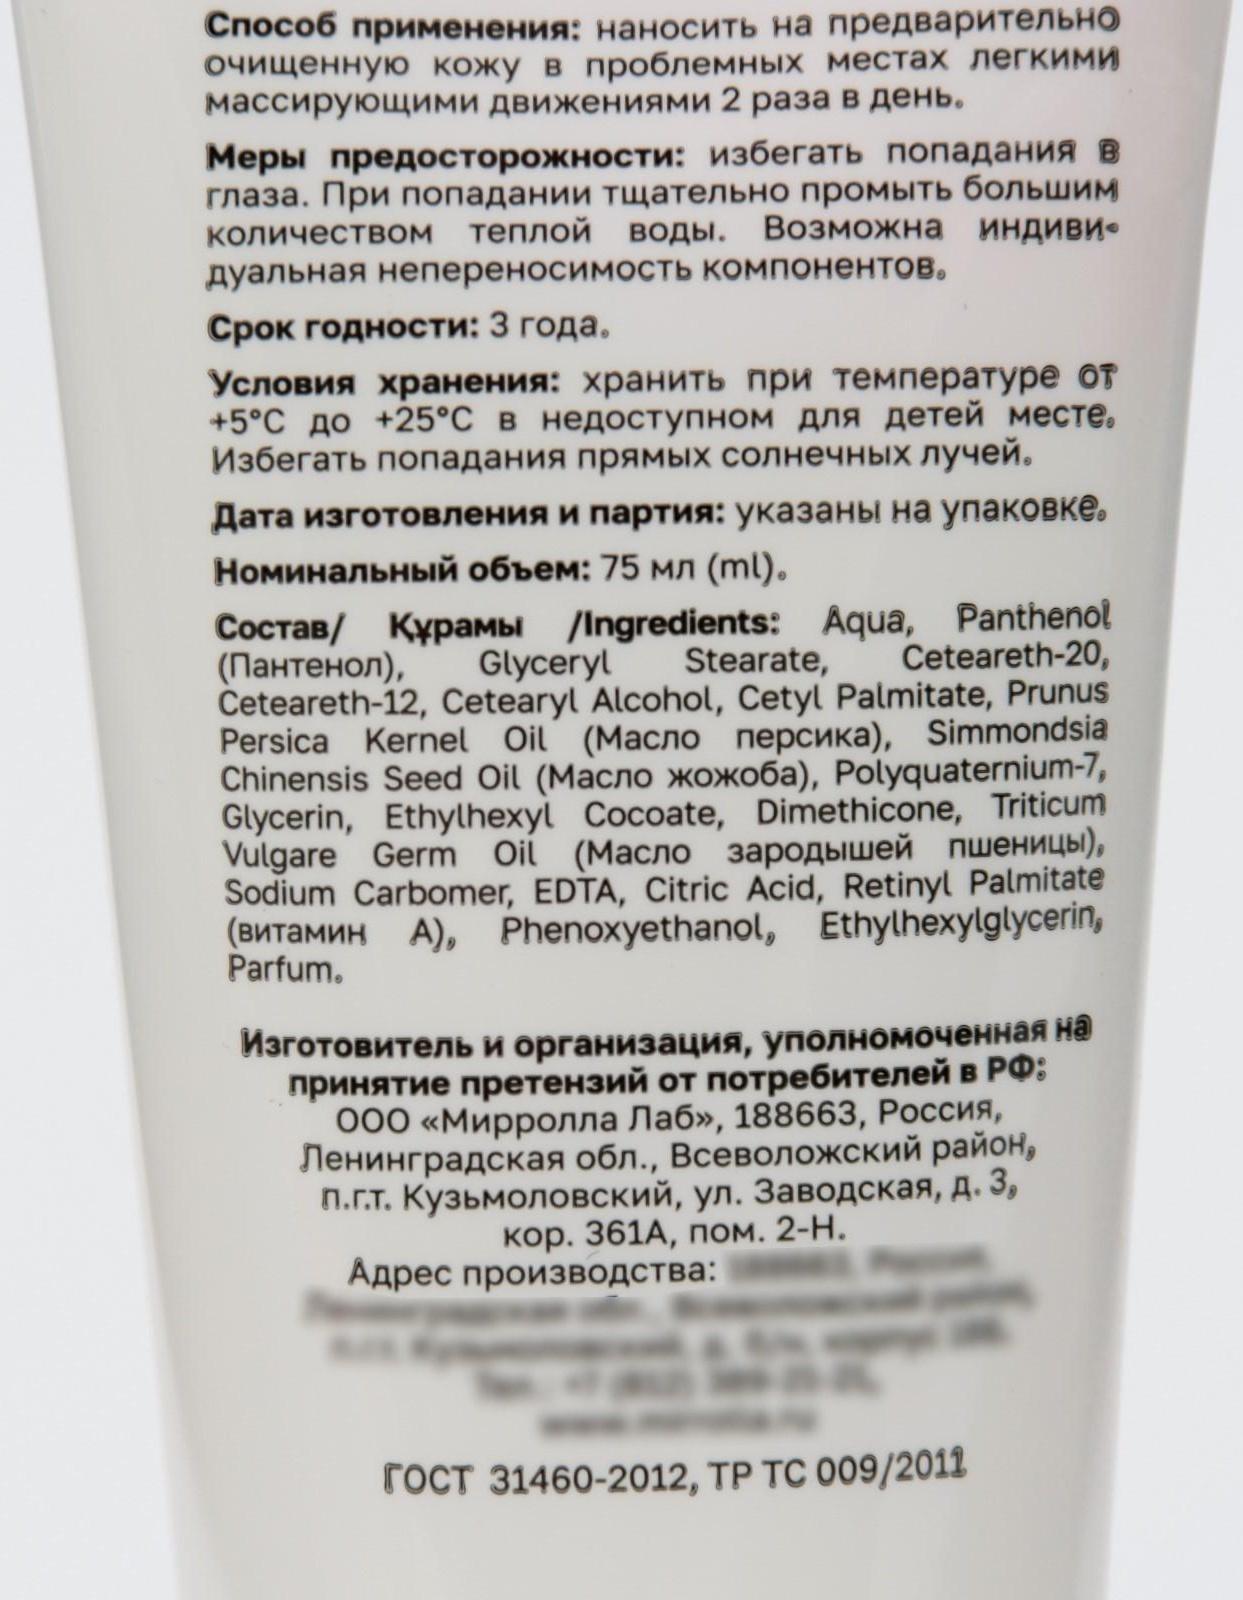 Способ применения: наносить на предварительно
очищенную кожу в проблемных местах легкими
массирующими движениями 2 раза в день.
Меры предосторожности: избегать попадания в
глаза. При попадании тщательно промыть большим
количеством теплой воды. Возможна индиви-
дуальная непереносимость компонентов.
Срок годности: 3 года.
Условия хранения: хранить при температуре от
+5°C до +25°C в недоступном для детей месте.
Избегать попадания прямых солнечных лучей.
Дата изготовления и партия: указаны на упаковке.
Номинальный объем: 75 мл (ml).
Состав/ Құрамы /Ingredients: Aqua, Panthenol
(Пантенол), Glyceryl Stearate, Ceteareth-20,
Ceteareth-12, Cetearyl Alcohol, Cetyl Palmitate, Prunus
Persica Kernel Oil (Масло персика), Simmondsia
Chinensis Seed Oil (Масло жожоба), Polyquaternium-7,
Glycerin, Ethylhexyl Cocoate, Dimethicone, Triticum
Vulgare Germ Oil (Масло зародышей пшеницы),
Sodium Carbomer, EDTA, Citric Acid, Retinyl Palmitate
(витамин А), Phenoxyethanol, Ethylhexylglycerin,
Parfum.
Изготовитель и организация, уполномоченная на
принятие претензий от потребителей в РФ:
ООО «Мирролла Лаб», 188663, Россия,
Ленинградская обл., Всеволожский район,
п.г.т. Кузьмоловский, ул. Заводская, д. 3,
кор. 361А, пом. 2-Н.
Адрес производства:
ГОСТ 31460-2012, ТР ТС 009/2011